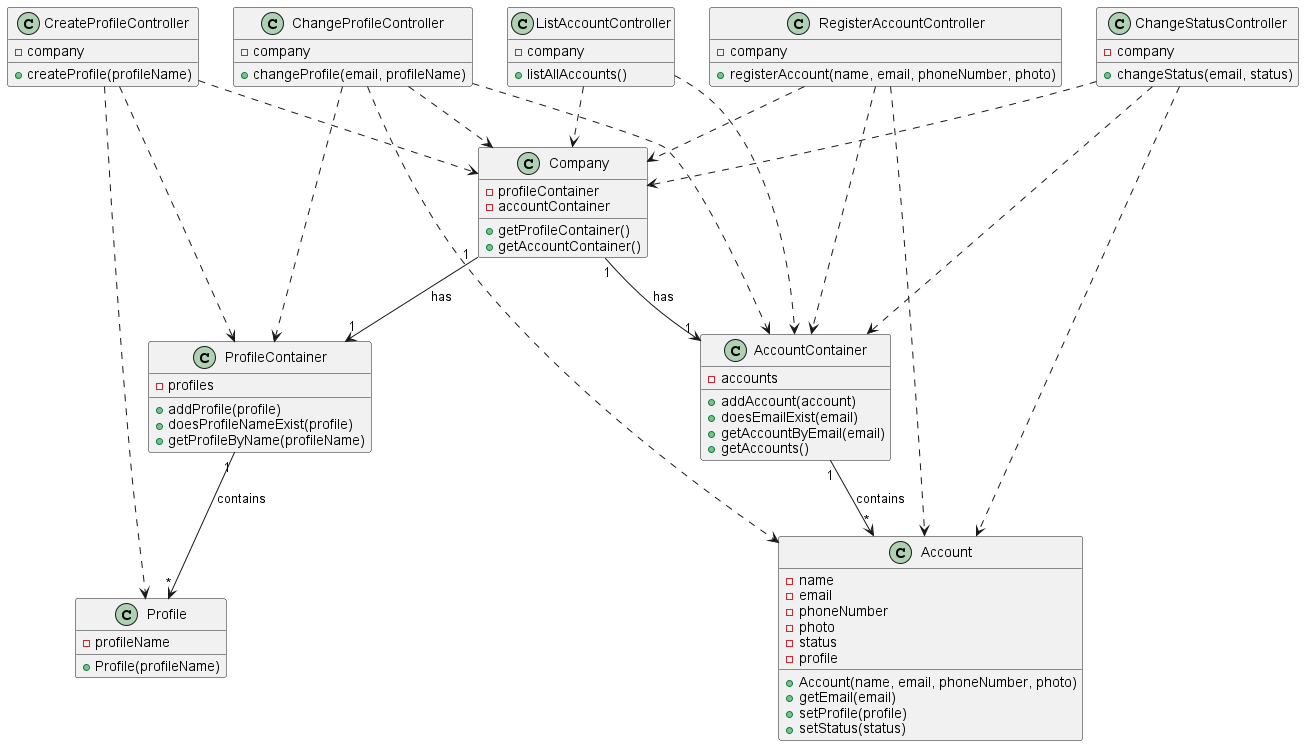 C CreateProfileController
company
createProfile(profileName)
C ChangeProfileController
company
changeProfile(email, profileName)
C ListAccountController
company
listAllAccounts()
C RegisterAccountController
company
registerAccount(name, email, phoneNumber, photo)
C ChangeStatusController
company
changeStatus(email, status)
C Company
profileContainer
accountContainer
getProfileContainer()
getAccountContainer()
1
1
has
has
1
1
C ProfileContainer
profiles
addProfile(profile)
doesProfileNameExist(profile)
getProfileByName(profileName)
C AccountContainer
accounts
addAccount(account)
doesEmailExist(email)
getAccountByEmail(email)
getAccounts()
1
contains
*
1
contains
*
C Profile
profileName
Profile(profileName)
C Account
name
email
phoneNumber
photo
status
profile
Account(name, email, phoneNumber, photo)
getEmail(email)
setProfile(profile)
setStatus(status)